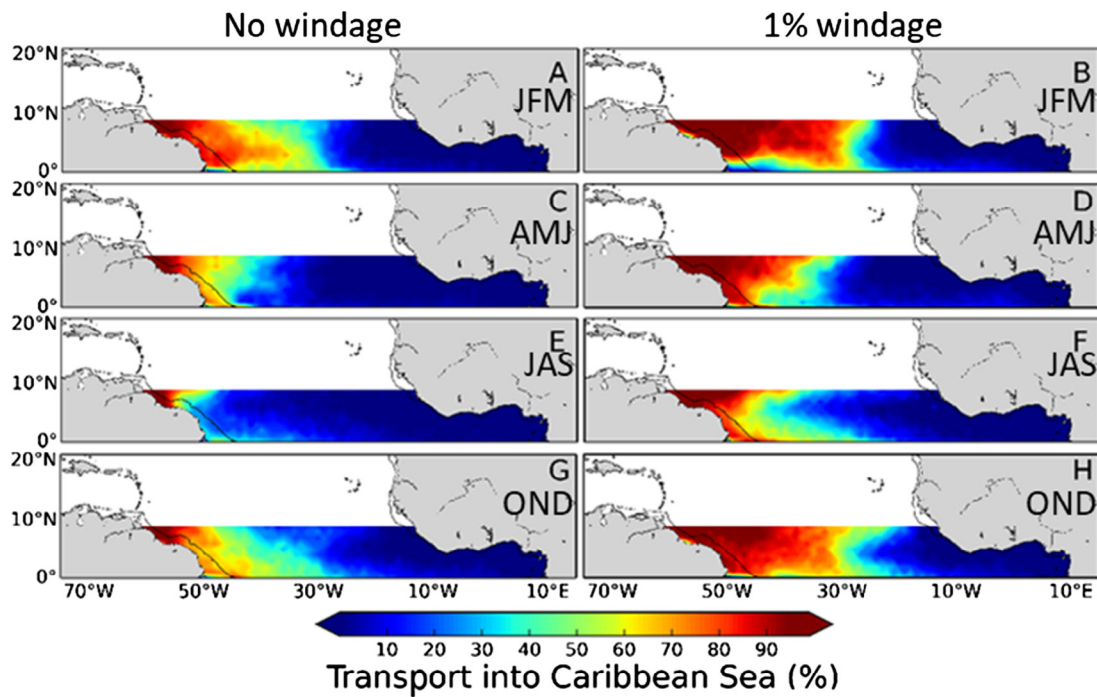 No windage 1% windage
20°N A B
10°N JFM JFM
0°
20°N C D
10°N AMJ AMJ
0°
20°N E F
10°N JAS JAS
0°
20°N G H
10°N OND OND
0°
70°W 50°W 30°W 10°W 10°E 70°W 50°W 30°W 10°W 10°E
10 20 30 40 50 60 70 80 90
Transport into Caribbean Sea (%)